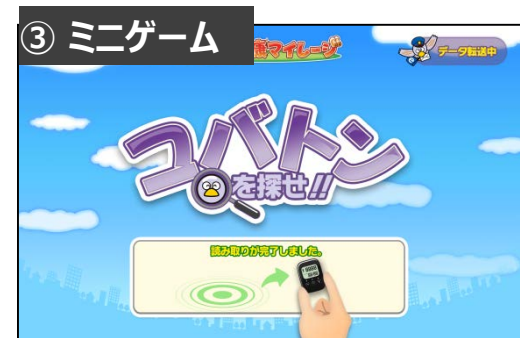 ③ ミニゲーム
康マイレージ
データ転送中
コバトン
を探せ!!
読み取りが完了しました。